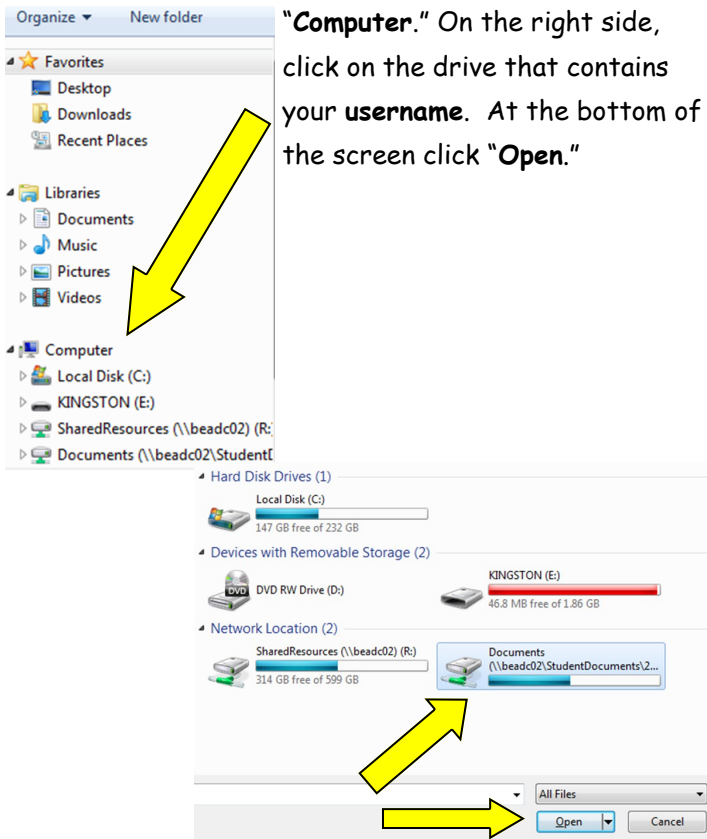 Organize ▼ New folder
"Computer." On the right side,
click on the drive that contains
your username. At the bottom of
the screen click "Open."
Favorites
Desktop
Downloads
Recent Places
Libraries
Documents
Music
Pictures
Videos
Computer
Local Disk (C:)
KINGSTON (E:)
SharedResources (\\beadc02) (R:
Documents (\\beadc02\Student
Hard Disk Drives (1)
Local Disk (C:)
147 GB free of 232 GB
Devices with Removable Storage (2)
DVD
DVD RW Drive (D:)
KINGSTON (E:)
46.8 MB free of 1.86 GB
Network Location (2)
SharedResources (\\beadc02) (R:)
314 GB free of 599 GB
Documents
(\\beadc02\StudentDocuments\2...
All Files
Open
Cancel